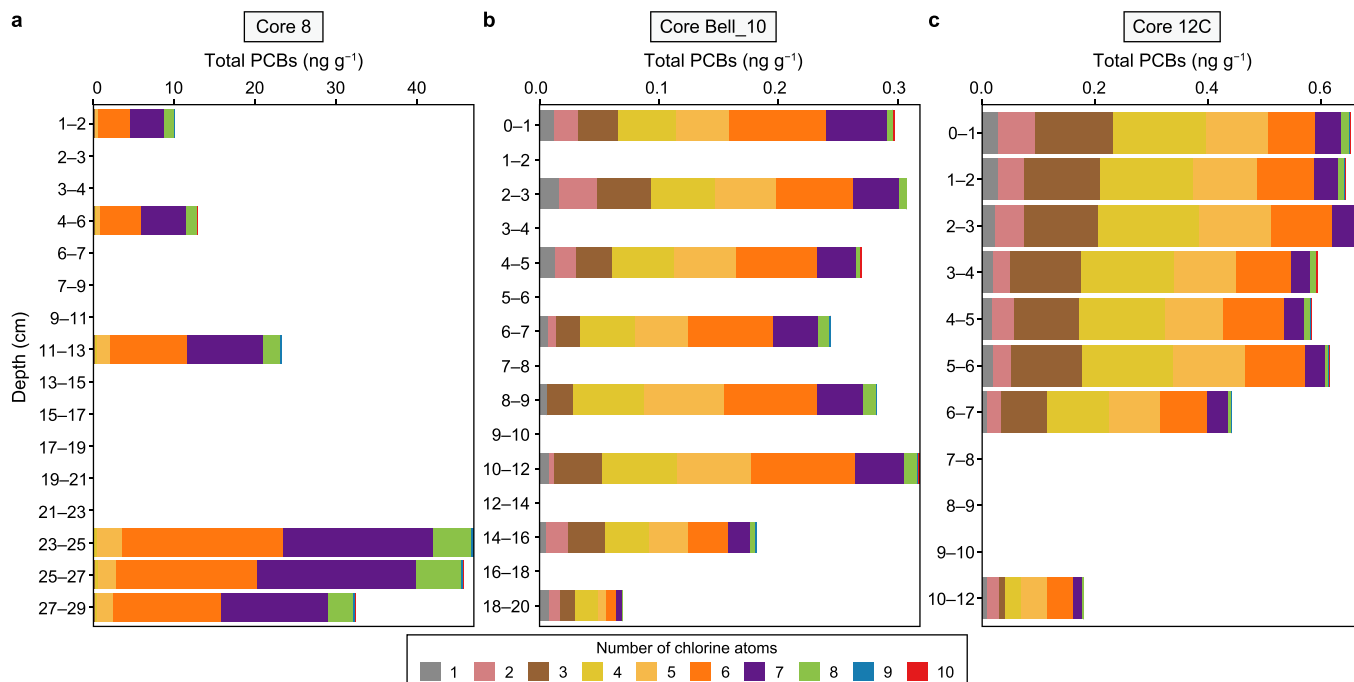 a
Core 8
Total PCBs (ng g⁻¹)
0 10 20 30 40
Depth (cm)
1–2
2–3
3–4
4–6
6–7
7–9
9–11
11–13
13–15
15–17
17–19
19–21
21–23
23–25
25–27
27–29
b
Core Bell_10
Total PCBs (ng g⁻¹)
0.0 0.1 0.2 0.3
0–1
1–2
2–3
3–4
4–5
5–6
6–7
7–8
8–9
9–10
10–12
12–14
14–16
16–18
18–20
c
Core 12C
Total PCBs (ng g⁻¹)
0.0 0.2 0.4 0.6
0–1
1–2
2–3
3–4
4–5
5–6
6–7
7–8
8–9
9–10
10–12
Number of chlorine atoms
1 2 3 4 5 6 7 8 9 10